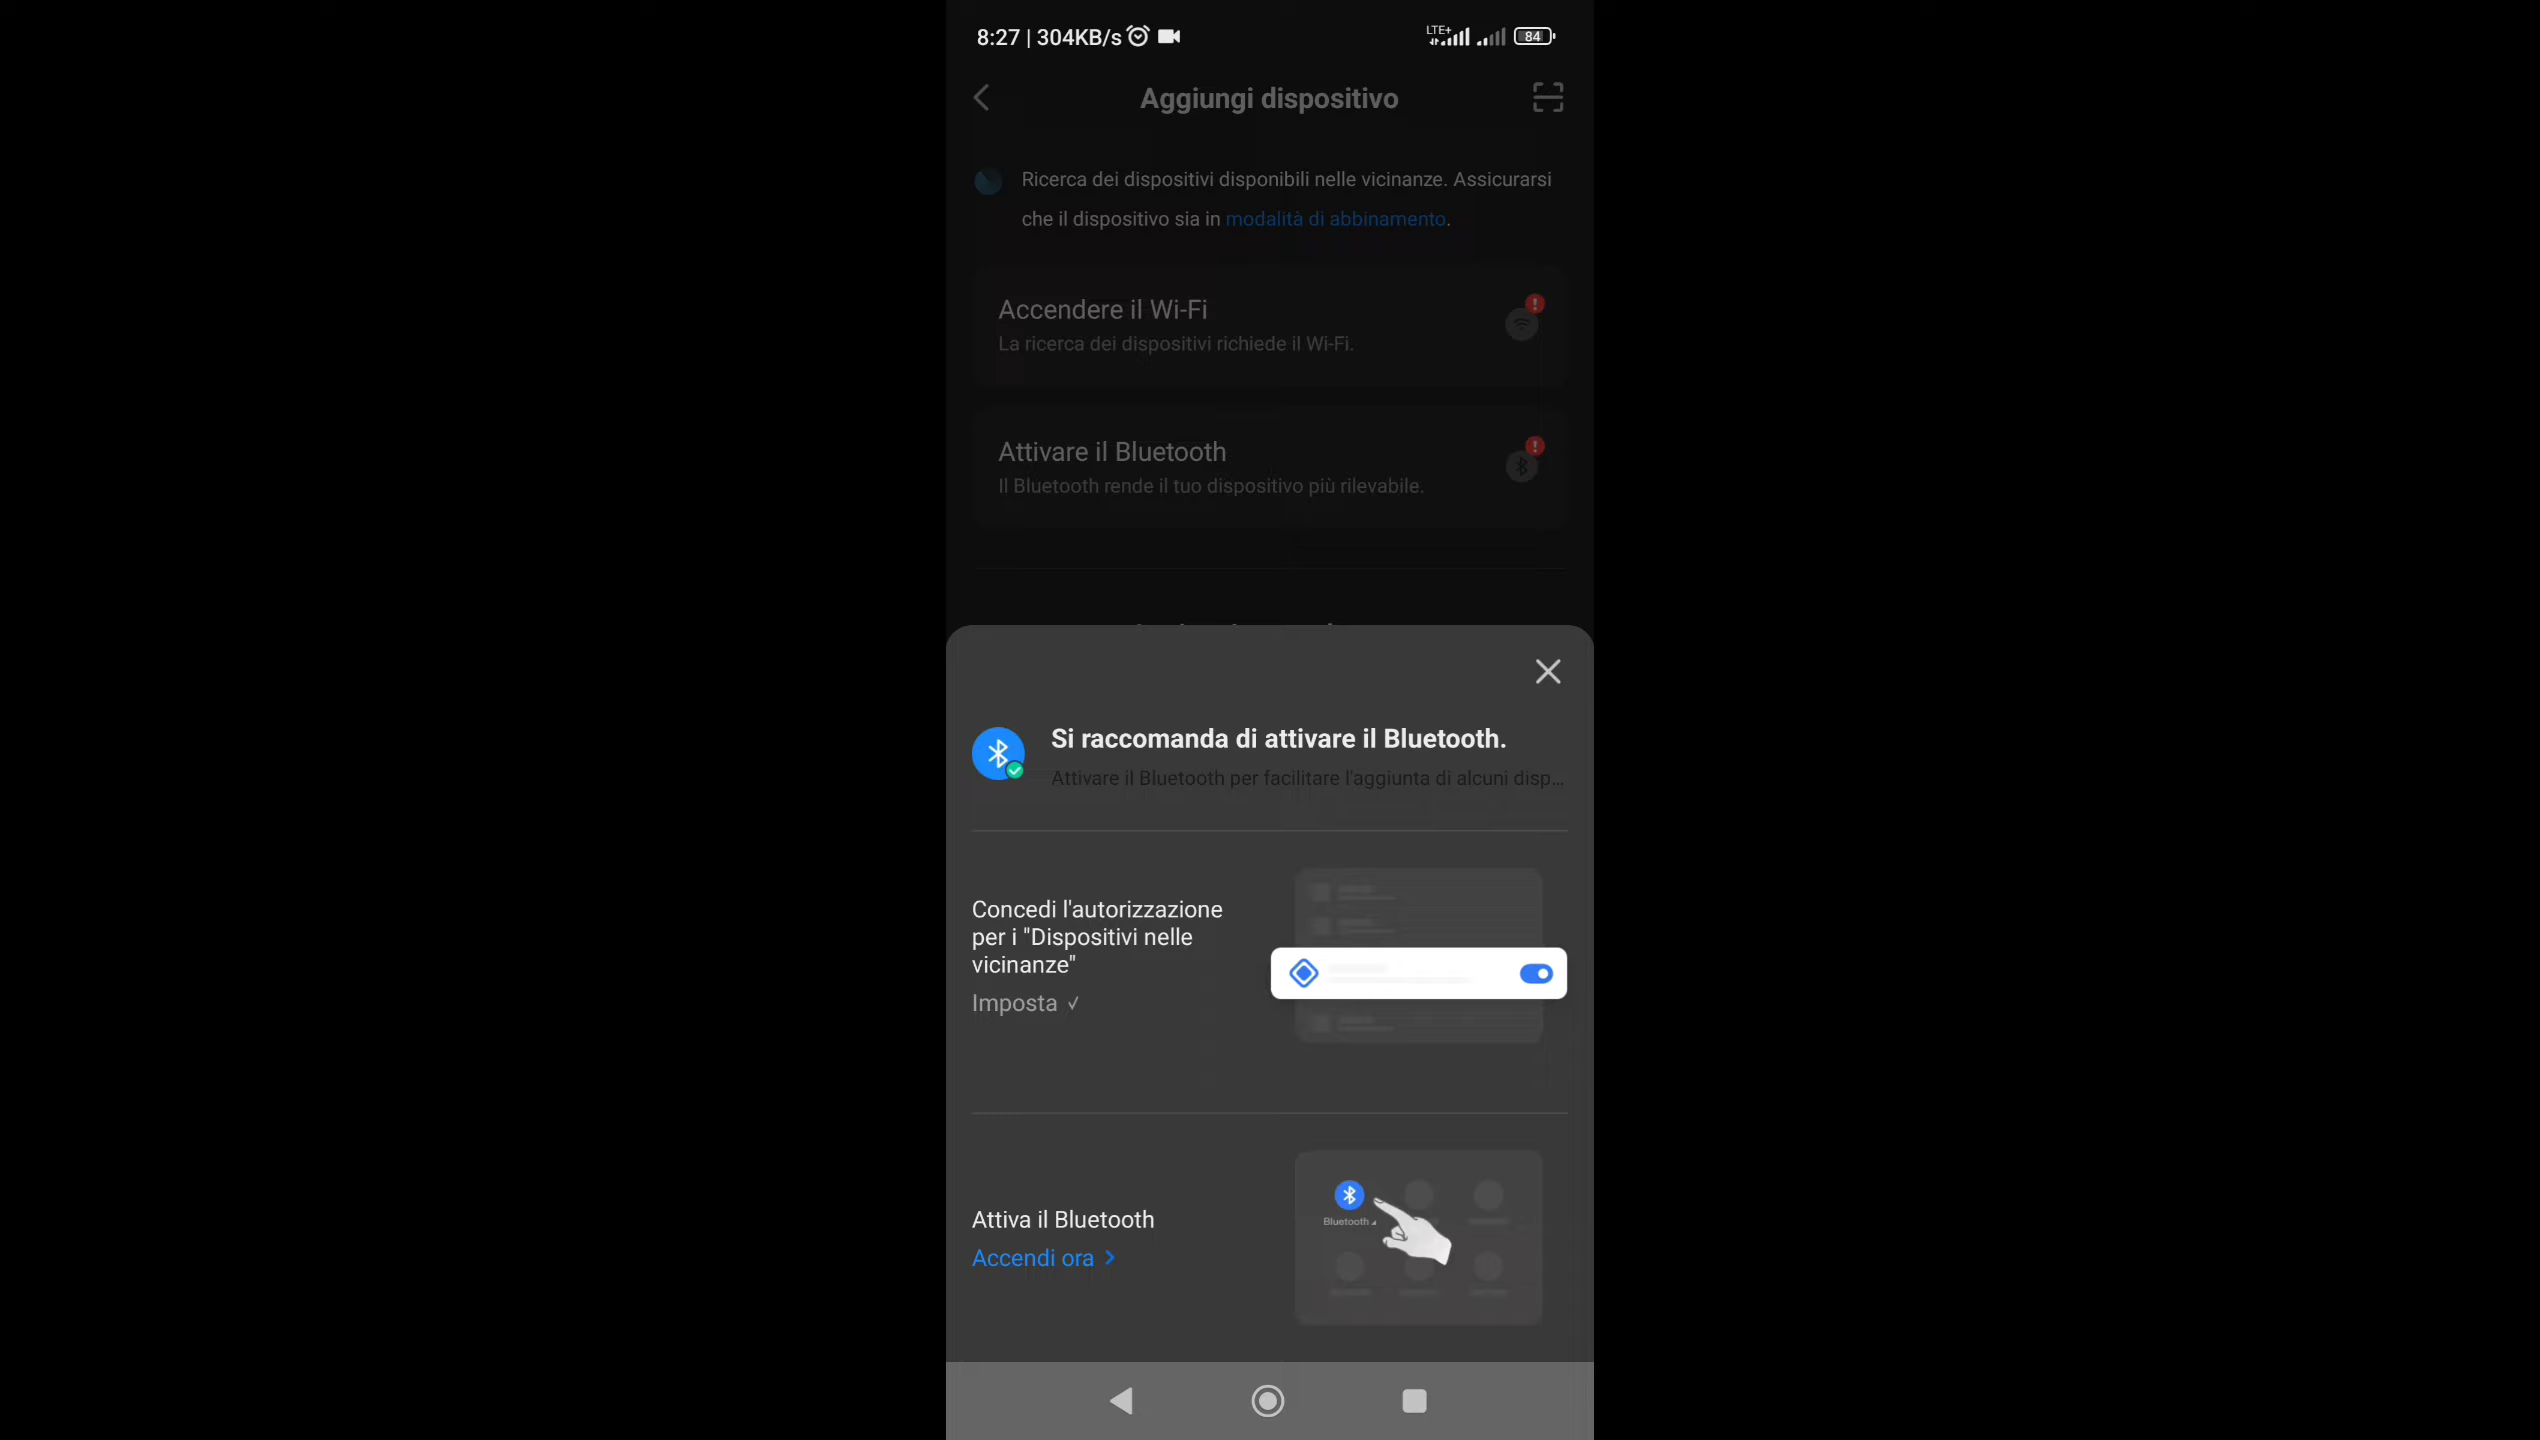 8:27 | 304KB/s
LTE+
84
Aggiungi dispositivo
Ricerca dei dispositivi disponibili nelle vicinanze. Assicurarsi
che il dispositivo sia in modalità di abbinamento.
Accendere il Wi-Fi
La ricerca dei dispositivi richiede il Wi-Fi.
Attivare il Bluetooth
Il Bluetooth rende il tuo dispositivo più rilevabile.
Si raccomanda di attivare il Bluetooth.
Attivare il Bluetooth per facilitare l'aggiunta di alcuni disp...
Concedi l'autorizzazione
per i "Dispositivi nelle
vicinanze"
Imposta ✓
Bluetooth
Attiva il Bluetooth
Accendi ora >